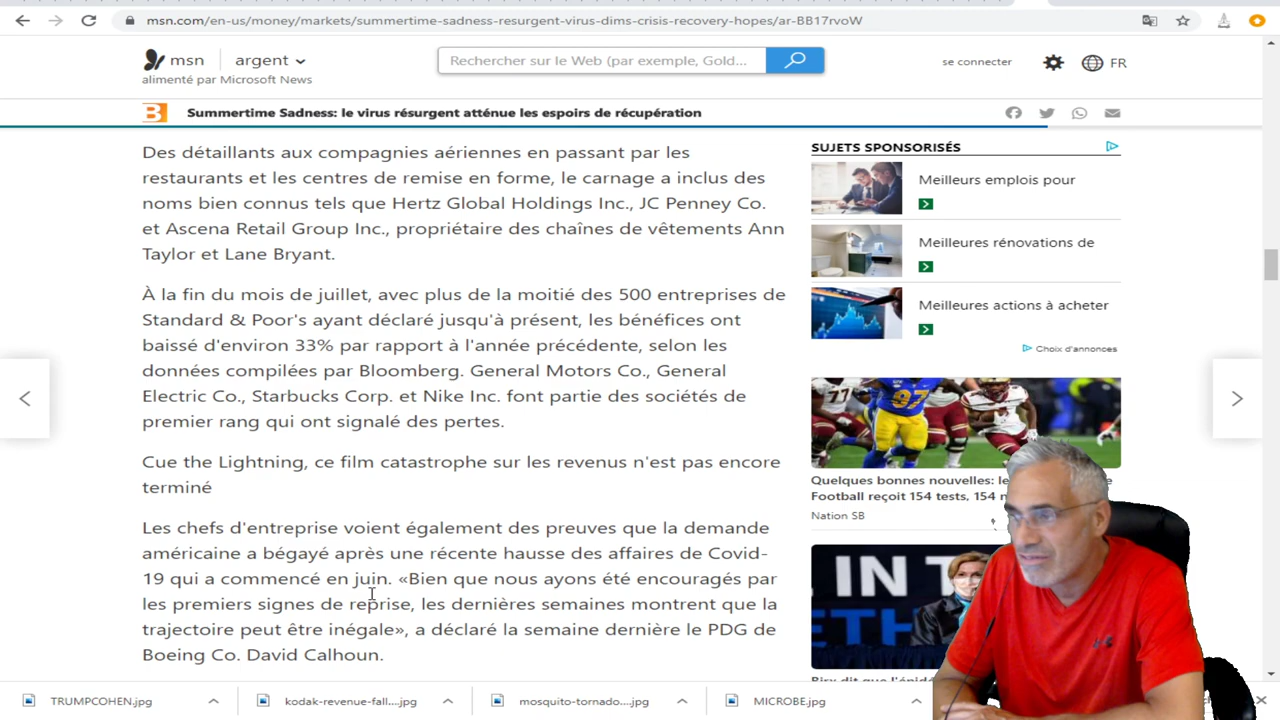 msn.com/en-us/money/markets/summertime-sadness-resurgent-virus-dims-crisis-recovery-hopes/ar-BB17rvoW
msn
argent
alimenté par Microsoft News
Rechercher sur le Web (par exemple, Gold...
se connecter
FR
B
Summertime Sadness: le virus résurgent atténue les espoirs de récupération
Des détaillants aux compagnies aériennes en passant par les
restaurants et les centres de remise en forme, le carnage a inclus des
noms bien connus tels que Hertz Global Holdings Inc., JC Penney Co.
et Ascena Retail Group Inc., propriétaire des chaînes de vêtements Ann
Taylor et Lane Bryant.
À la fin du mois de juillet, avec plus de la moitié des 500 entreprises de
Standard & Poor's ayant déclaré jusqu'à présent, les bénéfices ont
baissé d'environ 33% par rapport à l'année précédente, selon les
données compilées par Bloomberg. General Motors Co., General
Electric Co., Starbucks Corp. et Nike Inc. font partie des sociétés de
premier rang qui ont signalé des pertes.
Cue the Lightning, ce film catastrophe sur les revenus n'est pas encore
terminé
Les chefs d'entreprise voient également des preuves que la demande
américaine a bégayé après une récente hausse des affaires de Covid-
19 qui a commencé en juin. «Bien que nous ayons été encouragés par
les premiers signes de reprise, les dernières semaines montrent que la
trajectoire peut être inégale», a déclaré la semaine dernière le PDG de
Boeing Co. David Calhoun.
SUJETS SPONSORISÉS
Meilleurs emplois pour
Meilleures rénovations de
Meilleures actions à acheter
Choix d'annonces
77
97
Quelques bonnes nouvelles: le
Football reçoit 154 tests, 154
Nation SB
IN T
ETH
TRUMPCOHEN.jpg
kodak-revenue-fall....jpg
mosquito-tornado....jpg
MICROBE.jpg